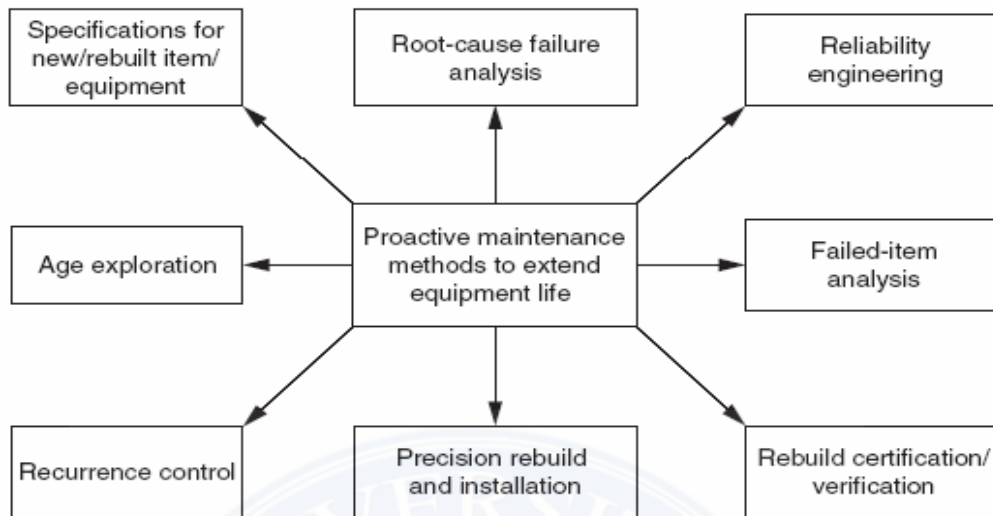 Specifications for
new/rebuilt item/
equipment
Root-cause failure
analysis
Reliability
engineering
Age exploration
Proactive maintenance
methods to extend
equipment life
Failed-item
analysis
Recurrence control
Precision rebuild
and installation
Rebuild certification/
verification
VERSI